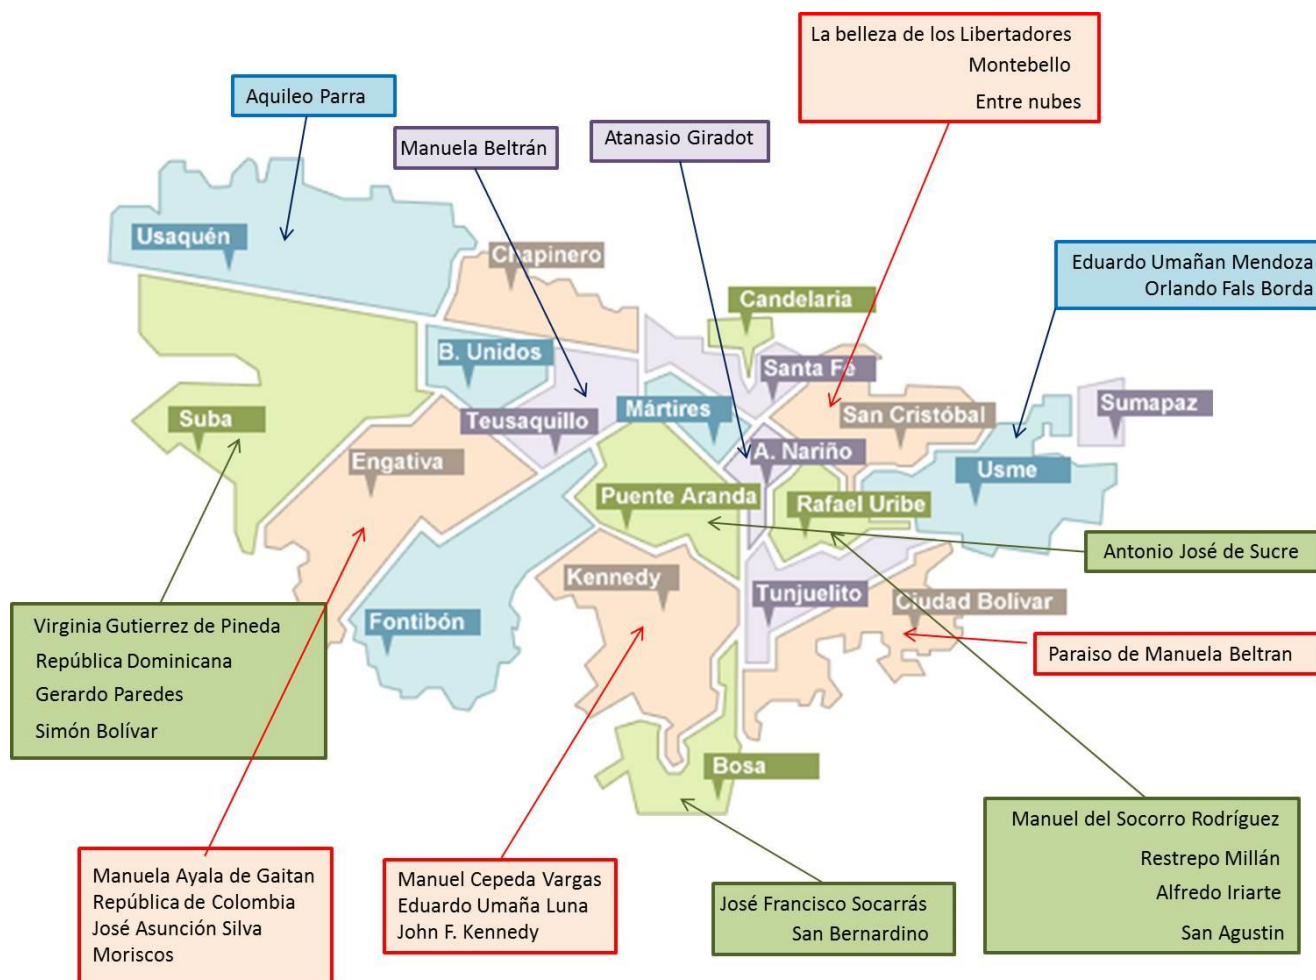 La belleza de los Libertadores
Montebello
Entre nubes
Aquileo Parra
Manuela Beltrán
Atanasio Giradot
Usaquén
Chapinero
Eduardo Umañan Mendoza
Orlando Fals Borda
Candelaria
B. Unidos
Santa Fé
Suba
Teusaquillo
Mártires
San Cristóbal
Sumapaz
Engativa
A. Nariño
Usme
Puente Aranda
Rafael Uribe
Antonio José de Sucre
Kennedy
Tunjuelito
Ciudad Bolivar
Fontibón
Virginia Gutierrez de Pineda
República Dominicana
Gerardo Paredes
Simón Bolívar
Paraiso de Manuela Beltran
Bosa
Manuela Ayala de Gaitan
República de Colombia
José Asunción Silva
Moriscos
Manuel Cepeda Vargas
Eduardo Umaña Luna
John F. Kennedy
José Francisco Socarrás
San Bernardino
Manuel del Socorro Rodríguez
Restrepo Millán
Alfredo Iriarte
San Agustin